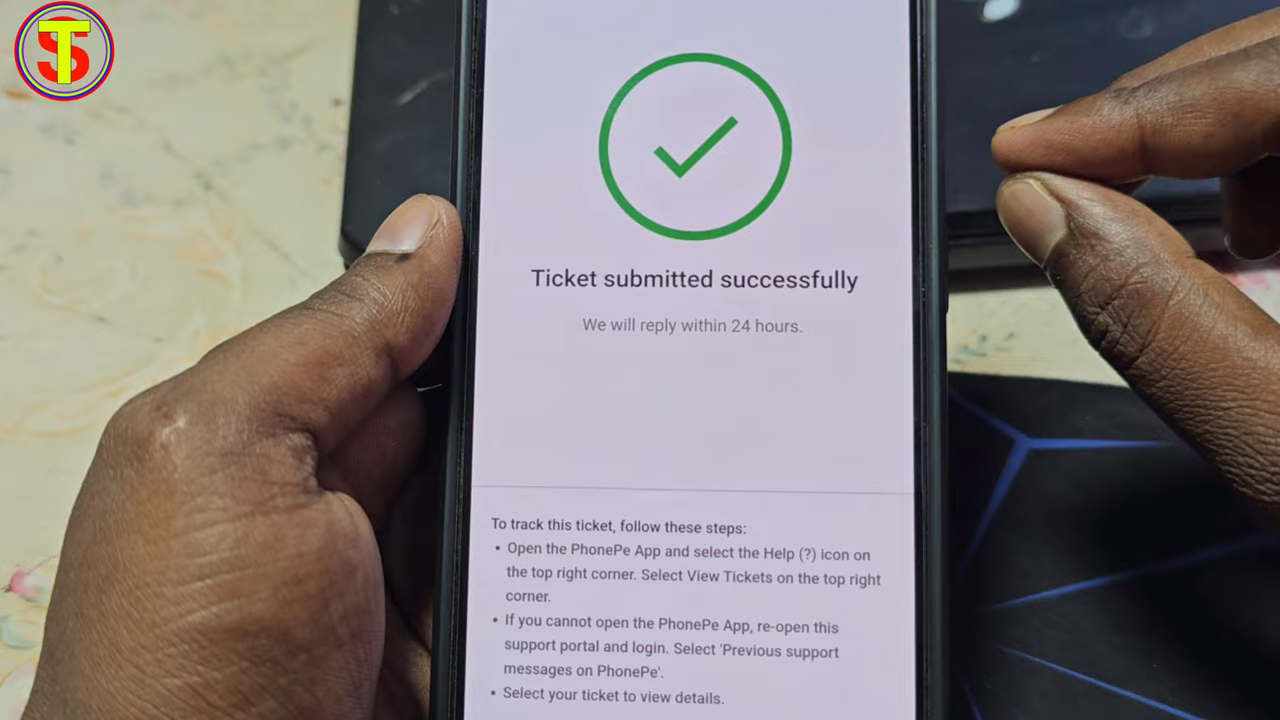 TS
Ticket submitted successfully
We will reply within 24 hours.
To track this ticket, follow these steps:
• Open the PhonePe App and select the Help (?) icon on
the top right corner. Select View Tickets on the top right
corner.
• If you cannot open the PhonePe App, re-open this
support portal and login. Select 'Previous support
messages on PhonePe'.
• Select your ticket to view details.